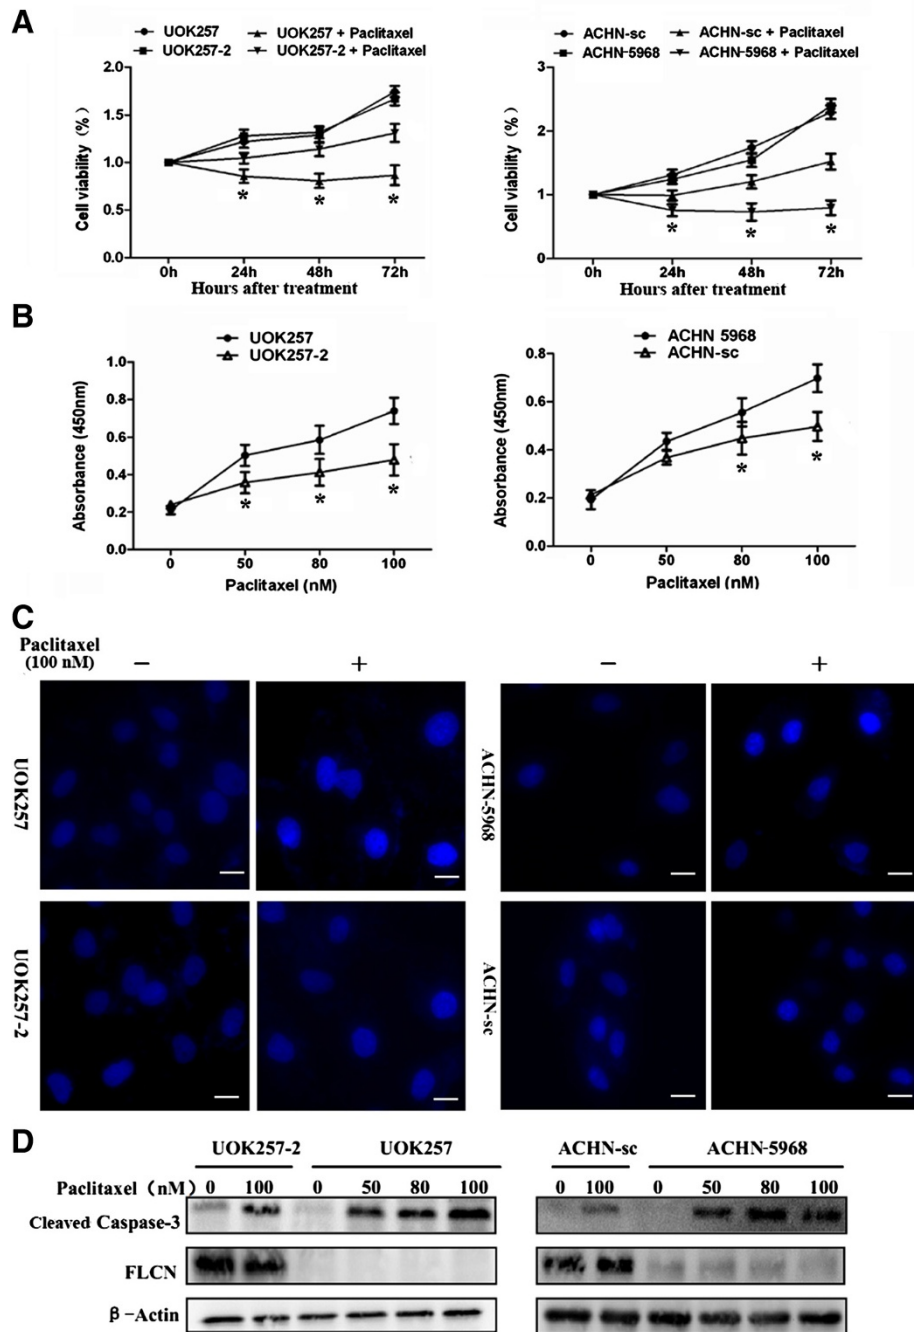 A
UOK257 UOK257 + Paclitaxel
UOK257-2 UOK257-2 + Paclitaxel
Cell viability (%)
2.0
1.5
1.0
0.5
0.0
* * *
0h 24h 48h 72h
Hours after treatment
ACHN-sc ACHN-sc + Paclitaxel
ACHN-5968 ACHN-5968 + Paclitaxel
Cell viability (%)
3
2
1
0
* * *
0h 24h 48h 72h
Hours after treatment
B
UOK257
UOK257-2
Absorbance (450nm)
1.0
0.8
0.6
0.4
0.2
0.0
* * *
0 50 80 100
Paclitaxel (nM)
ACHN 5968
ACHN-sc
Absorbance (450nm)
0.8
0.6
0.4
0.2
0.0
* *
0 50 80 100
Paclitaxel (nM)
C
Paclitaxel
(100 nM) − + − +
UOK257
ACHN-5968
UOK257-2
ACHN-sc
D
UOK257-2 UOK257 ACHN-sc ACHN-5968
Paclitaxel (nM) 0 100 0 50 80 100 0 100 0 50 80 100
Cleaved Caspase-3
FLCN
β-Actin